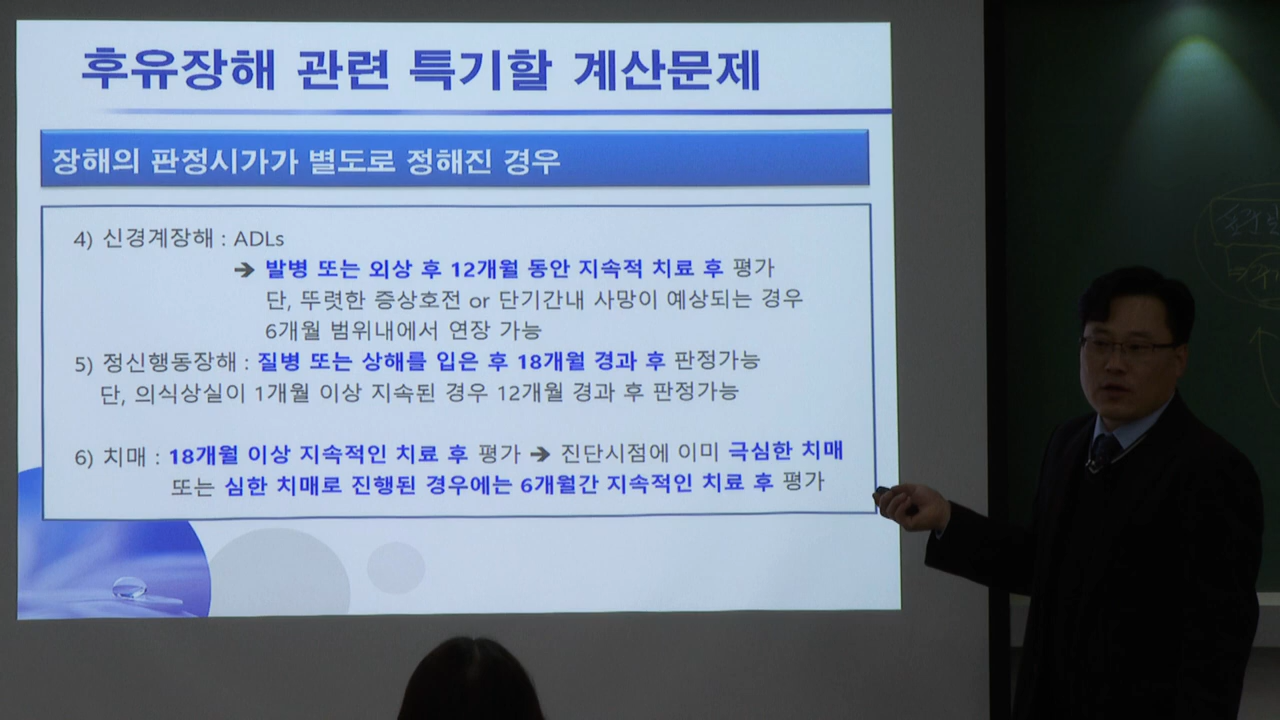 후유장해 관련 특기할 계산문제
장해의 판정시가가 별도로 정해진 경우
4) 신경계장해 : ADLs
➔ 발병 또는 외상 후 12개월 동안 지속적 치료 후 평가
단, 뚜렷한 증상호전 or 단기간내 사망이 예상되는 경우
6개월 범위내에서 연장 가능
5) 정신행동장해 : 질병 또는 상해를 입은 후 18개월 경과 후 판정가능
단, 의식상실이 1개월 이상 지속된 경우 12개월 경과 후 판정가능
6) 치매 : 18개월 이상 지속적인 치료 후 평가 ➔ 진단시점에 이미 극심한 치매
또는 심한 치매로 진행된 경우에는 6개월간 지속적인 치료 후 평가